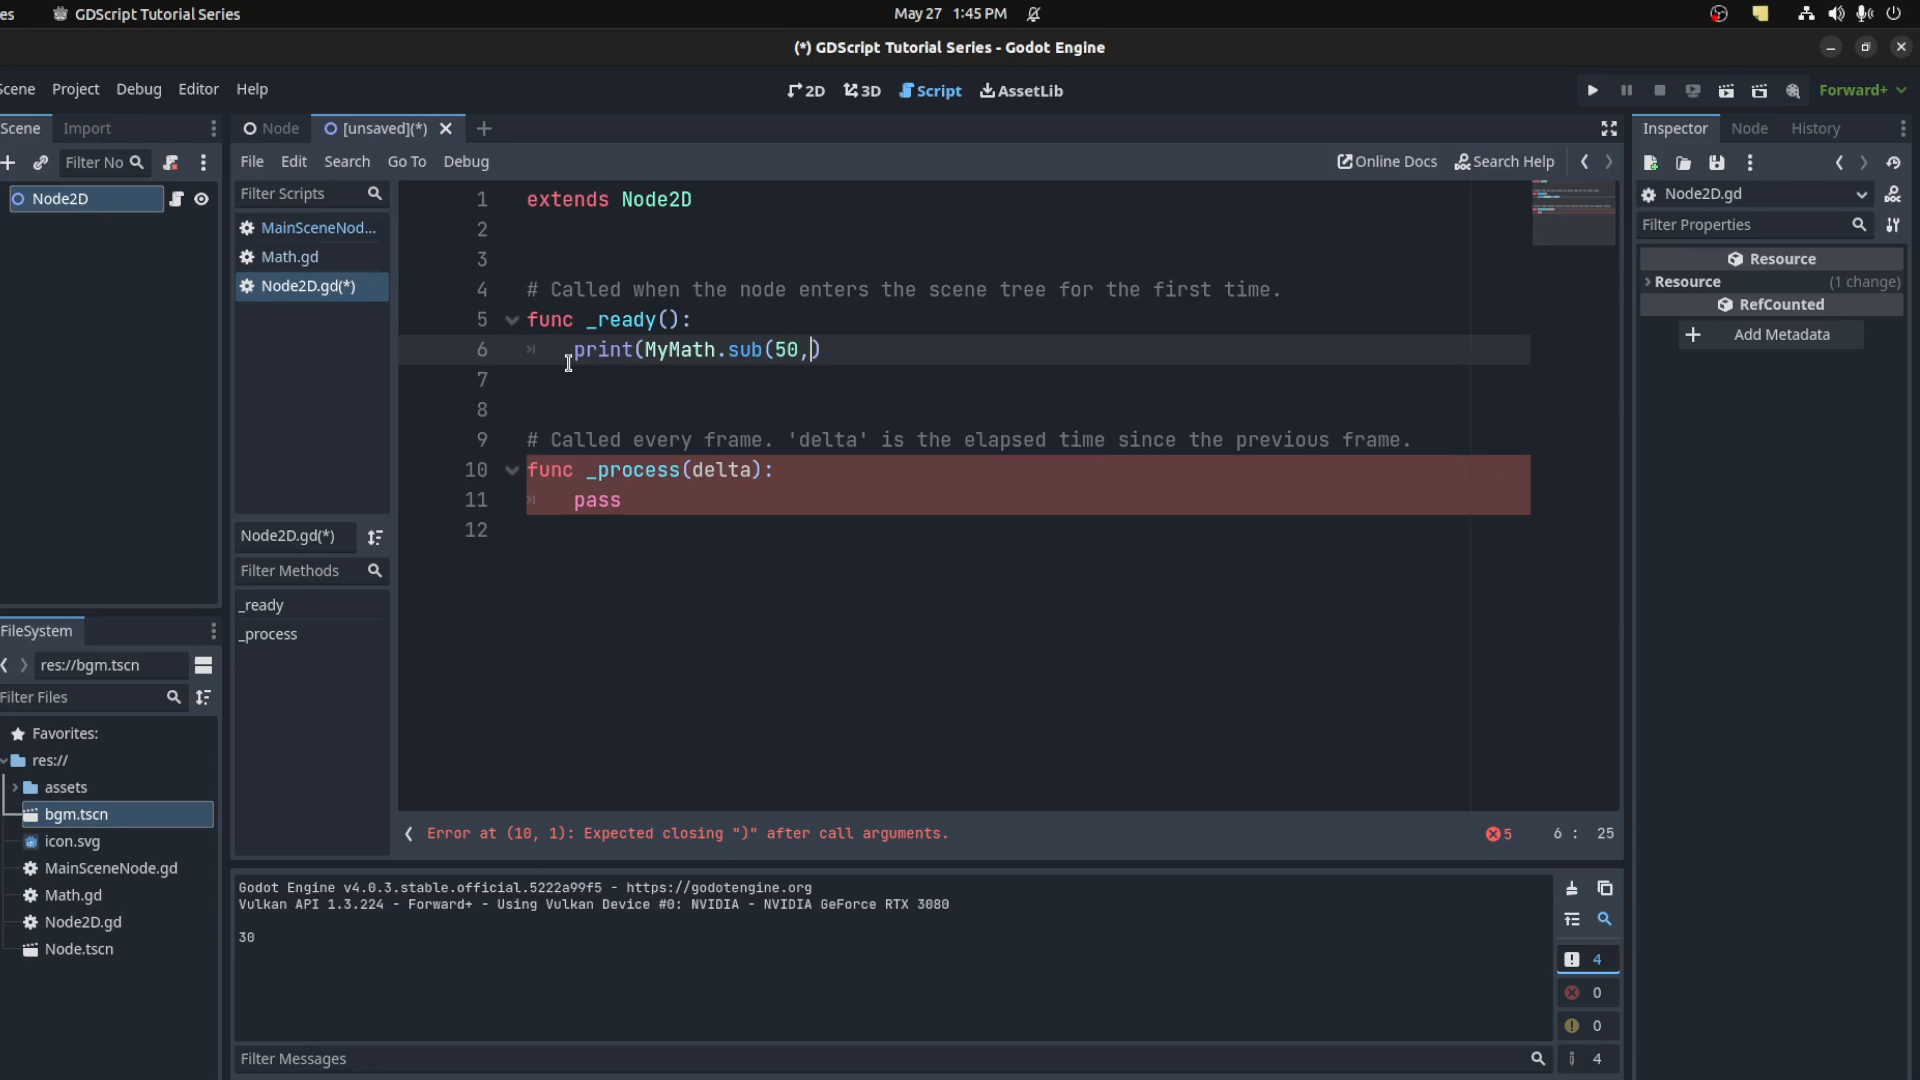 es GDScript Tutorial Series May 27 1:45 PM
(*) GDScript Tutorial Series - Godot Engine
Scene Project Debug Editor Help 2D 3D Script AssetLib Forward+
Scene Import Node [unsaved](*) Inspector Node History
Filter No File Edit Search Go To Debug Online Docs Search Help
Node2D Filter Scripts Node2D.gd
MainSceneNod... Filter Properties
Math.gd Resource
Node2D.gd(*) Resource (1 change)
RefCounted
Add Metadata
1 extends Node2D
2
3
4 # Called when the node enters the scene tree for the first time.
5 func _ready():
6 print(MyMath.sub(50,)
7
8
9 # Called every frame. 'delta' is the elapsed time since the previous frame.
10 func _process(delta):
11 pass
12
Node2D.gd(*)
Filter Methods
_ready
_process
Error at (10, 1): Expected closing ")" after call arguments. 5 6 : 25
FileSystem
res://bgm.tscn
Filter Files
Favorites:
res://
assets
bgm.tscn
icon.svg
MainSceneNode.gd
Math.gd
Node2D.gd
Node.tscn
Godot Engine v4.0.3.stable.official.5222a99f5 - https://godotengine.org
Vulkan API 1.3.224 - Forward+ - Using Vulkan Device #0: NVIDIA - NVIDIA GeForce RTX 3080
30
4
0
0
4
Filter Messages